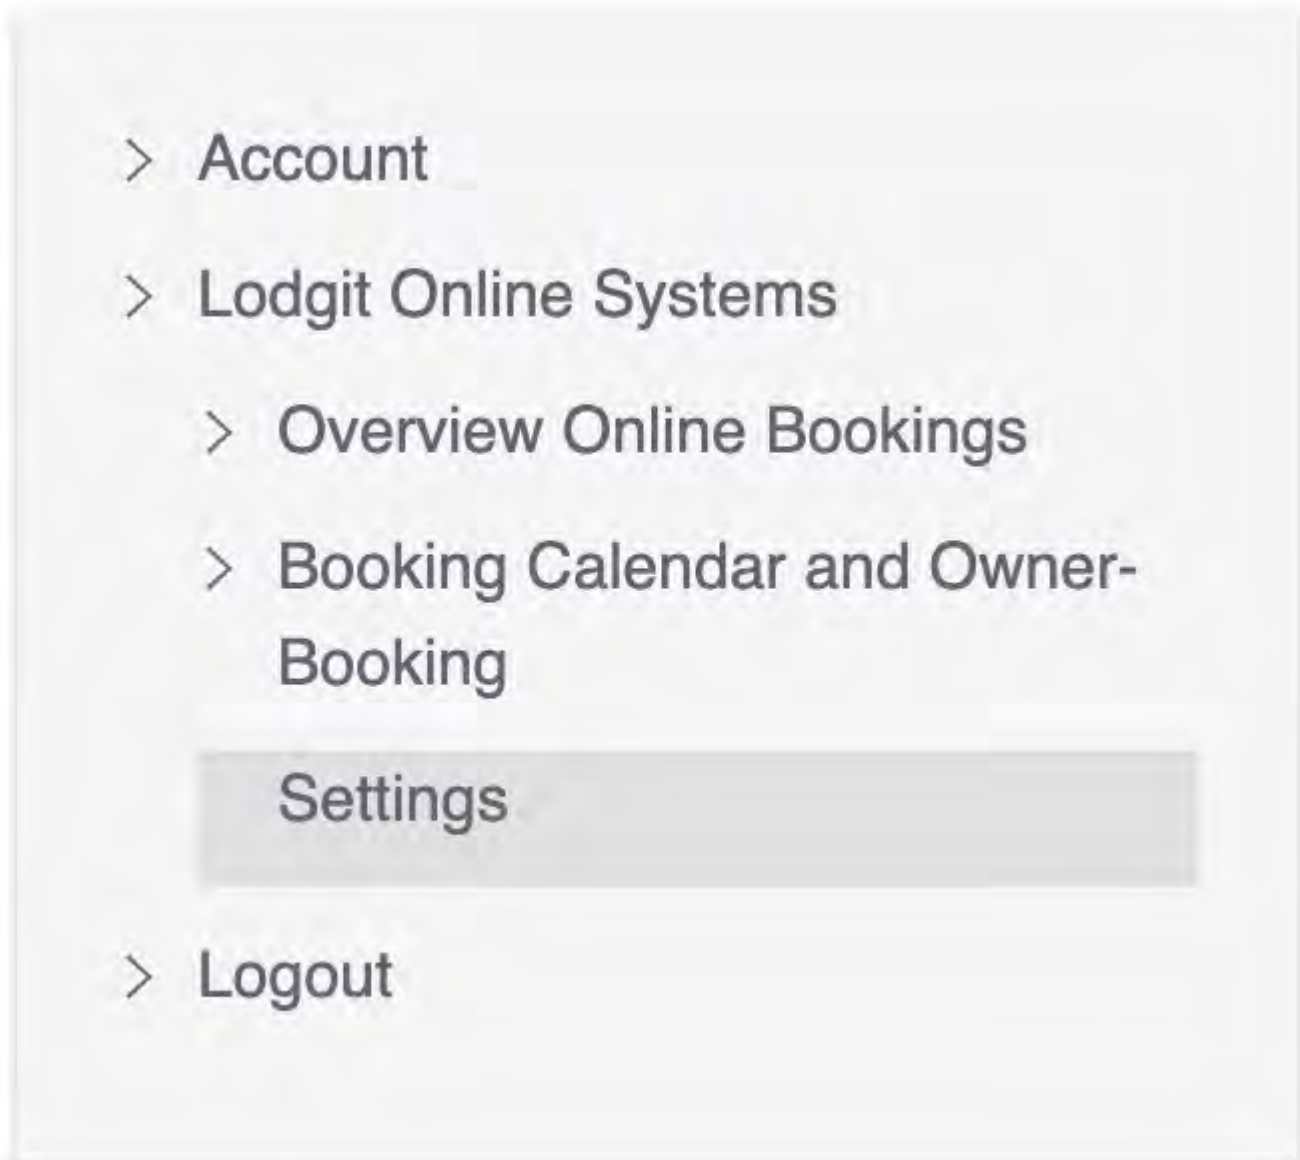 Account
Lodgit Online Systems
Overview Online Bookings
Booking Calendar and Owner-
Booking
Settings
Logout